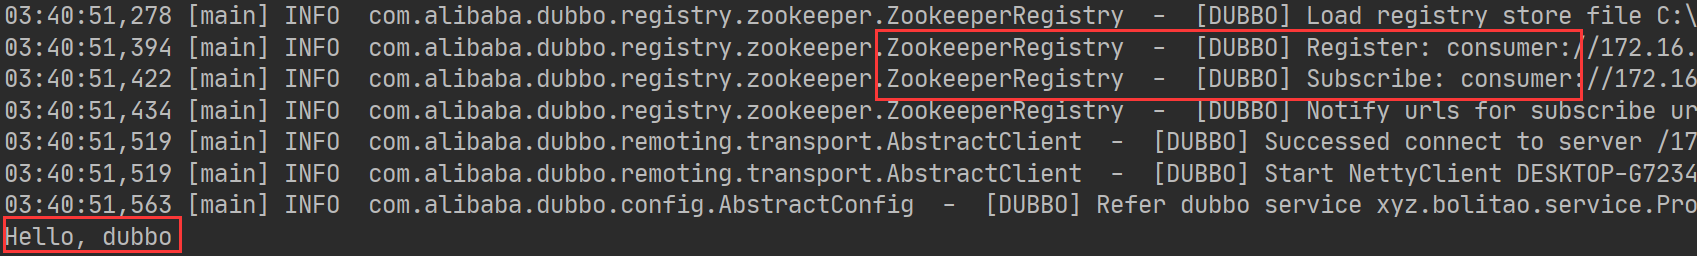 03:40:51,278 [main] INFO  com.alibaba.dubbo.registry.zookeeper.ZookeeperRegistry  -  [DUBBO] Load registry store file C:\
03:40:51,394 [main] INFO  com.alibaba.dubbo.registry.zookeeper.ZookeeperRegistry  -  [DUBBO] Register: consumer://172.16.
03:40:51,422 [main] INFO  com.alibaba.dubbo.registry.zookeeper.ZookeeperRegistry  -  [DUBBO] Subscribe: consumer://172.16
03:40:51,434 [main] INFO  com.alibaba.dubbo.registry.zookeeper.ZookeeperRegistry  -  [DUBBO] Notify urls for subscribe ur
03:40:51,519 [main] INFO  com.alibaba.dubbo.remoting.transport.AbstractClient  -  [DUBBO] Successed connect to server /17
03:40:51,519 [main] INFO  com.alibaba.dubbo.remoting.transport.AbstractClient  -  [DUBBO] Start NettyClient DESKTOP-G7234
03:40:51,563 [main] INFO  com.alibaba.dubbo.config.AbstractConfig  -  [DUBBO] Refer dubbo service xyz.bolitao.service.Pro
Hello, dubbo